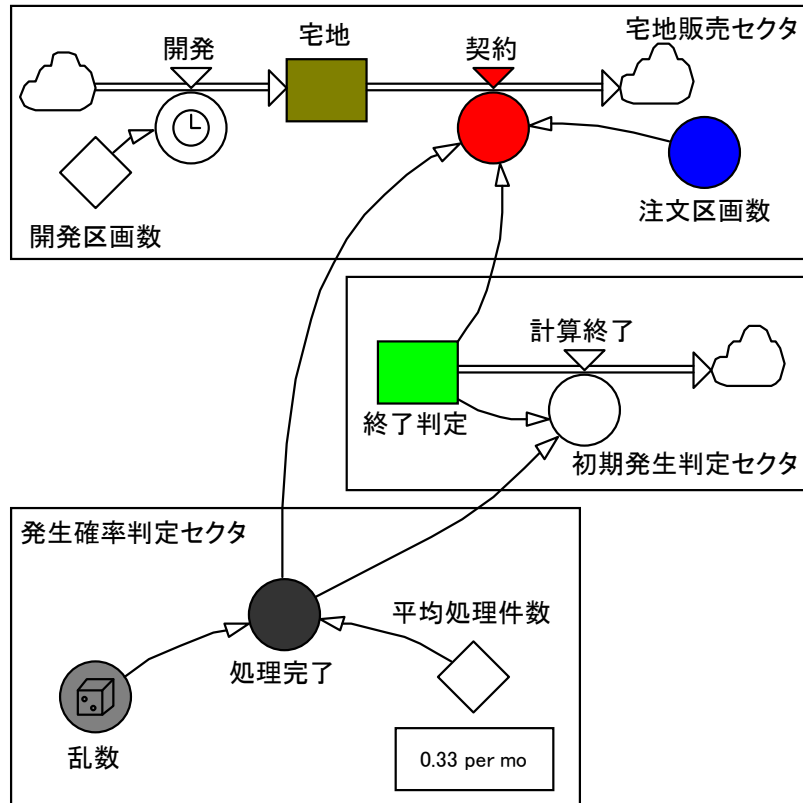 宅地販売セクタ
開発
宅地
契約
開発区画数
注文区画数
計算終了
終了判定
初期発生判定セクタ
発生確率判定セクタ
平均処理件数
処理完了
乱数
0.33 per mo